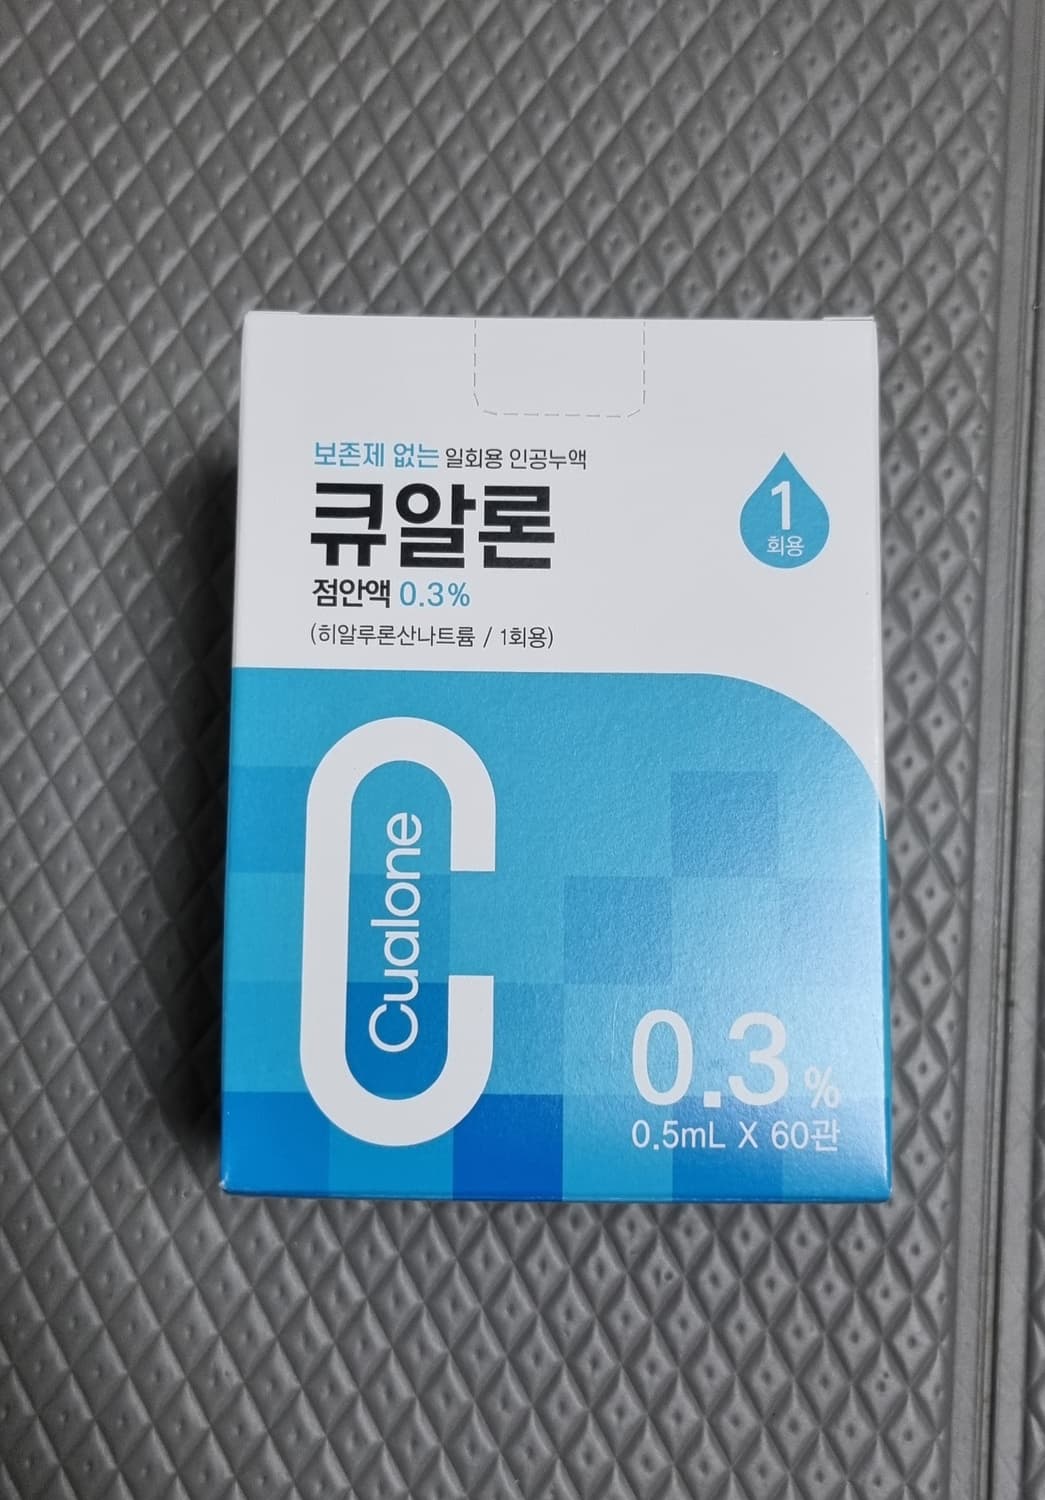 보존제 없는 일회용 인공누액
큐알론
점안액 0.3%
(히알루론산나트륨 / 1회용)
1
회용
Cualone
0.3%
0.5mL X 60관